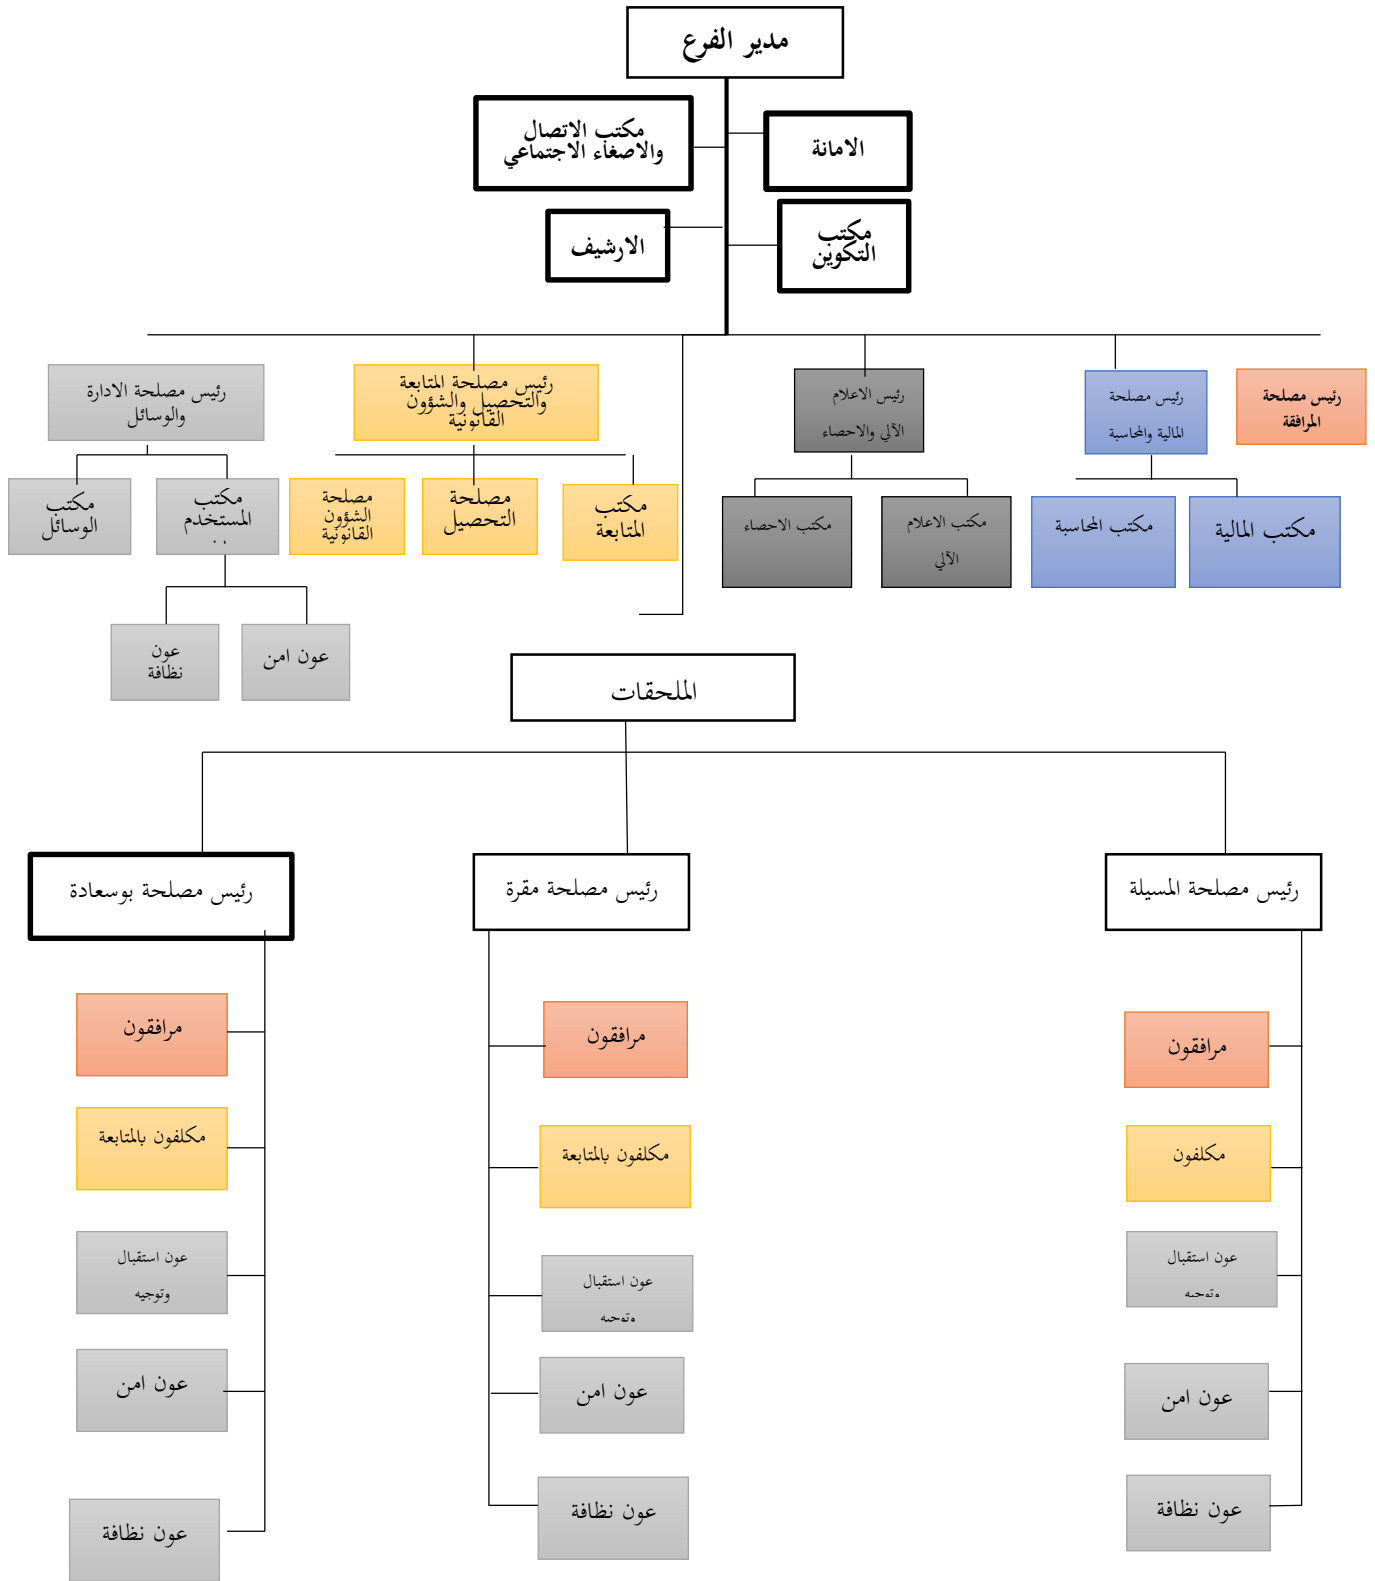 مدير الفرع
الامانة
مكتب الاتصال
والاصغاء الاجتماعي
مكتب
التكوين
الارشيف
رئيس مصلحة
المرافقة
رئيس مصلحة
المالية والمحاسبة
رئيس الاعلام
الآلي والاحصاء
رئيس مصلحة المتابعة
والتحصيل والشؤون
القانونية
رئيس مصلحة الادارة
والوسائل
مكتب المالية
مكتب المحاسبة
مكتب الاعلام
الآلي
مكتب الاحصاء
مكتب
المتابعة
مصلحة
التحصيل
مصلحة
الشؤون
القانونية
مكتب
المستخدم
مكتب
الوسائل
عون امن
عون
نظافة
الملحقات
رئيس مصلحة المسيلة
رئيس مصلحة مقرة
رئيس مصلحة بوسعادة
مرافقون
مكلفون
عون استقبال
وتوجيه
عون امن
عون نظافة
مرافقون
مكلفون بالمتابعة
عون استقبال
وتوجيه
عون امن
عون نظافة
مرافقون
مكلفون بالمتابعة
عون استقبال
وتوجيه
عون امن
عون نظافة